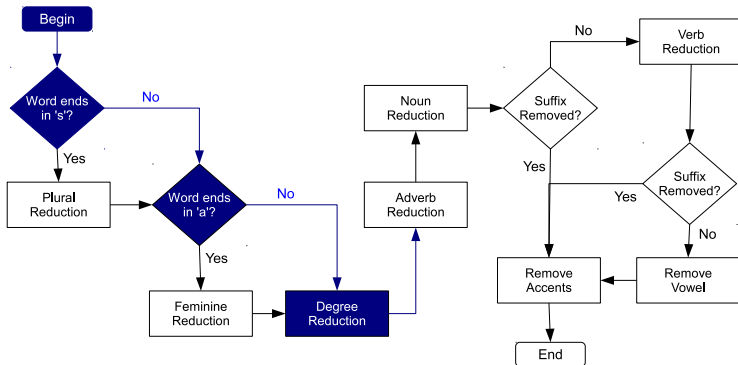 Begin
Word ends
in 's'?
No
Yes
Plural
Reduction
Word ends
in 'a'?
No
Yes
Feminine
Reduction
Degree
Reduction
Adverb
Reduction
Noun
Reduction
Suffix
Removed?
No
Yes
Verb
Reduction
Suffix
Removed?
Yes
No
Remove
Vowel
Remove
Accents
End